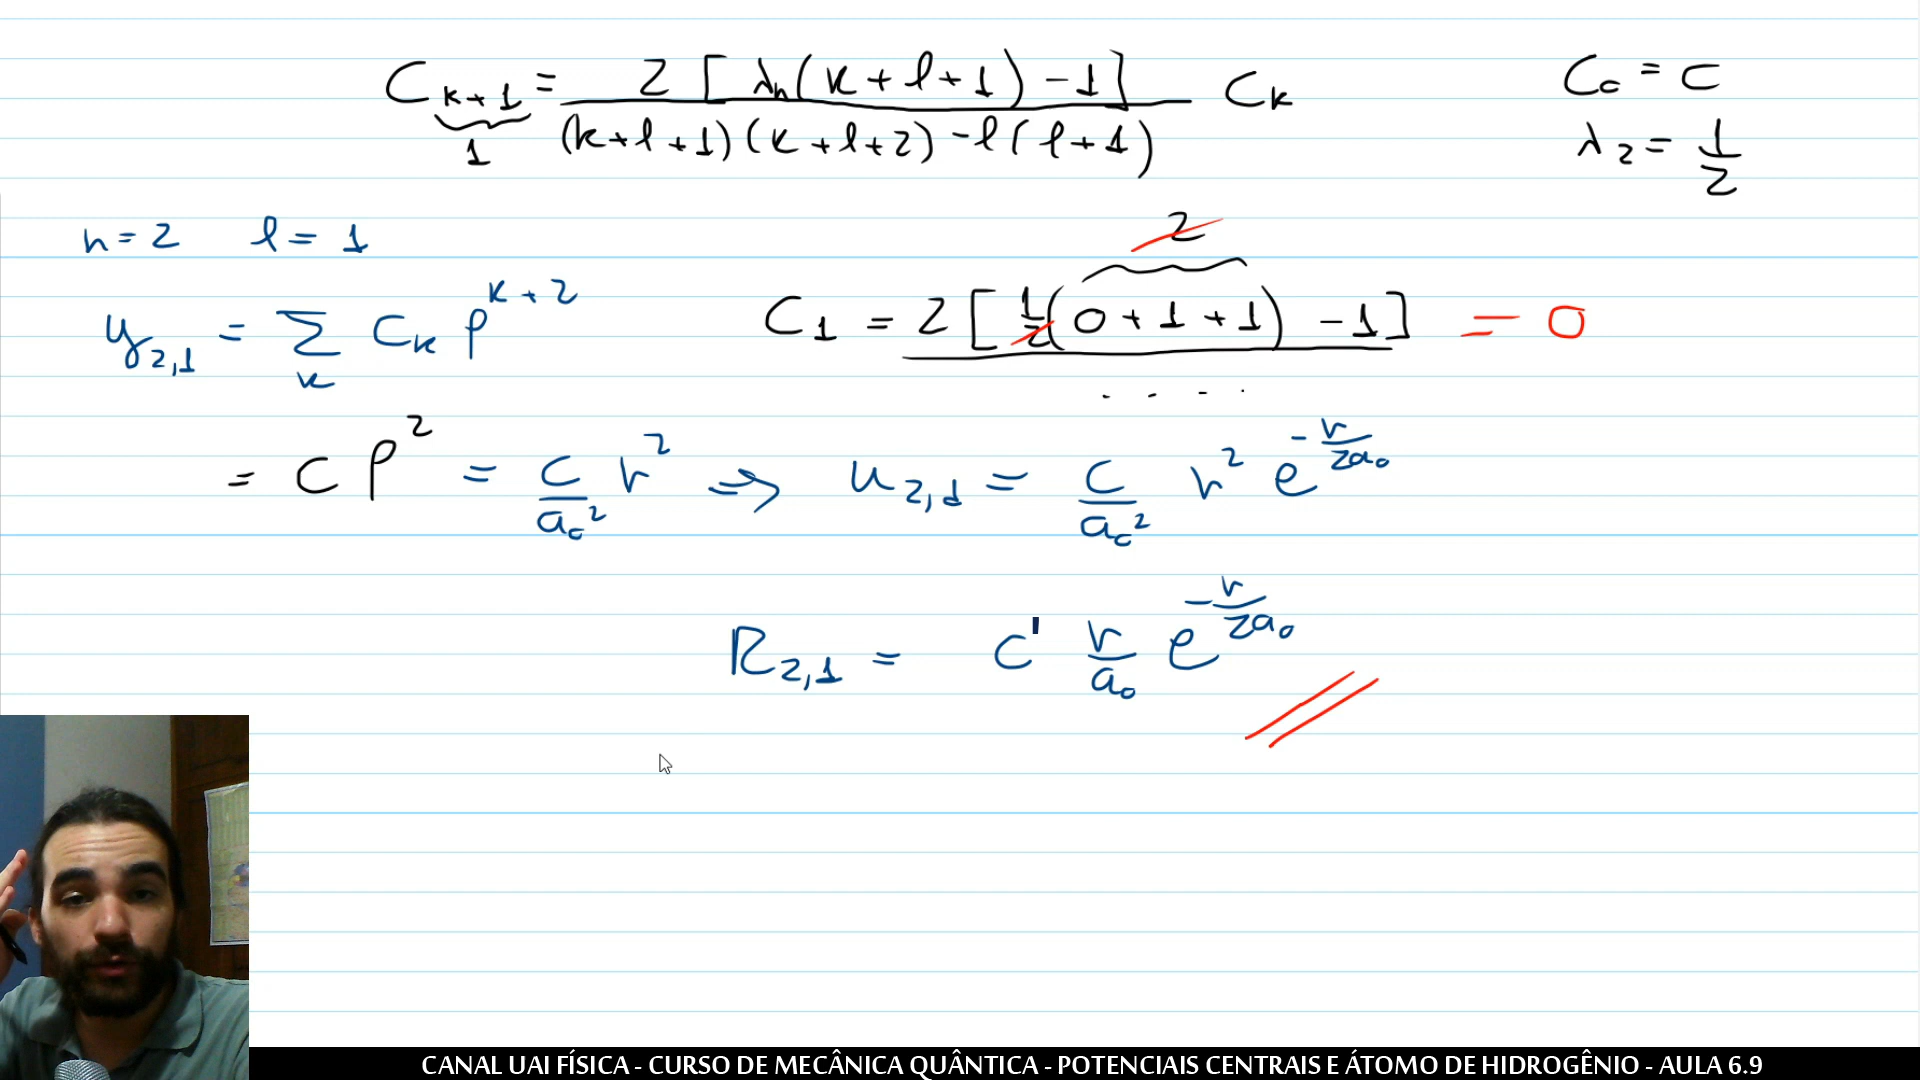 C_{k+1} = 2 [ λ_n (k + l + 1) - 1 ] / (k + l + 1)(k + l + 2) - l(l + 1) C_k
1
C_0 = C
λ_2 = 1/2
n = 2 l = 1
y_{2,1} = Σ_k C_k ρ^{k+2}
2
C_1 = 2 [ 1/2 (0 + 1 + 1) - 1 ] / .... = 0
= C ρ^2 = C/a_0^2 r^2 ⇒ u_{2,1} = C/a_0^2 r^2 e^{-r/2a_0}
R_{2,1} = C' r/a_0 e^{-r/2a_0}
CANAL UAI FÍSICA - CURSO DE MECÂNICA QUÂNTICA - POTENCIAIS CENTRAIS E ÁTOMO DE HIDROGÊNIO - AULA 6.9